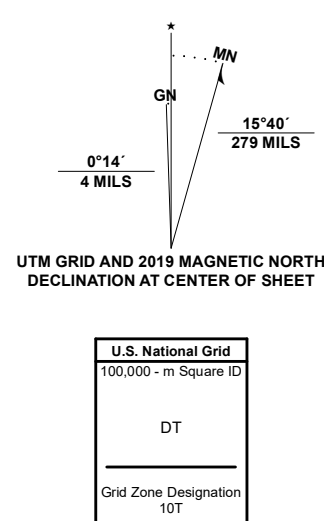 ★
MN
GN
15°40´
279 MILS
0°14´
4 MILS
UTM GRID AND 2019 MAGNETIC NORTH
DECLINATION AT CENTER OF SHEET
U.S. National Grid
100,000 - m Square ID
DT
Grid Zone Designation
10T